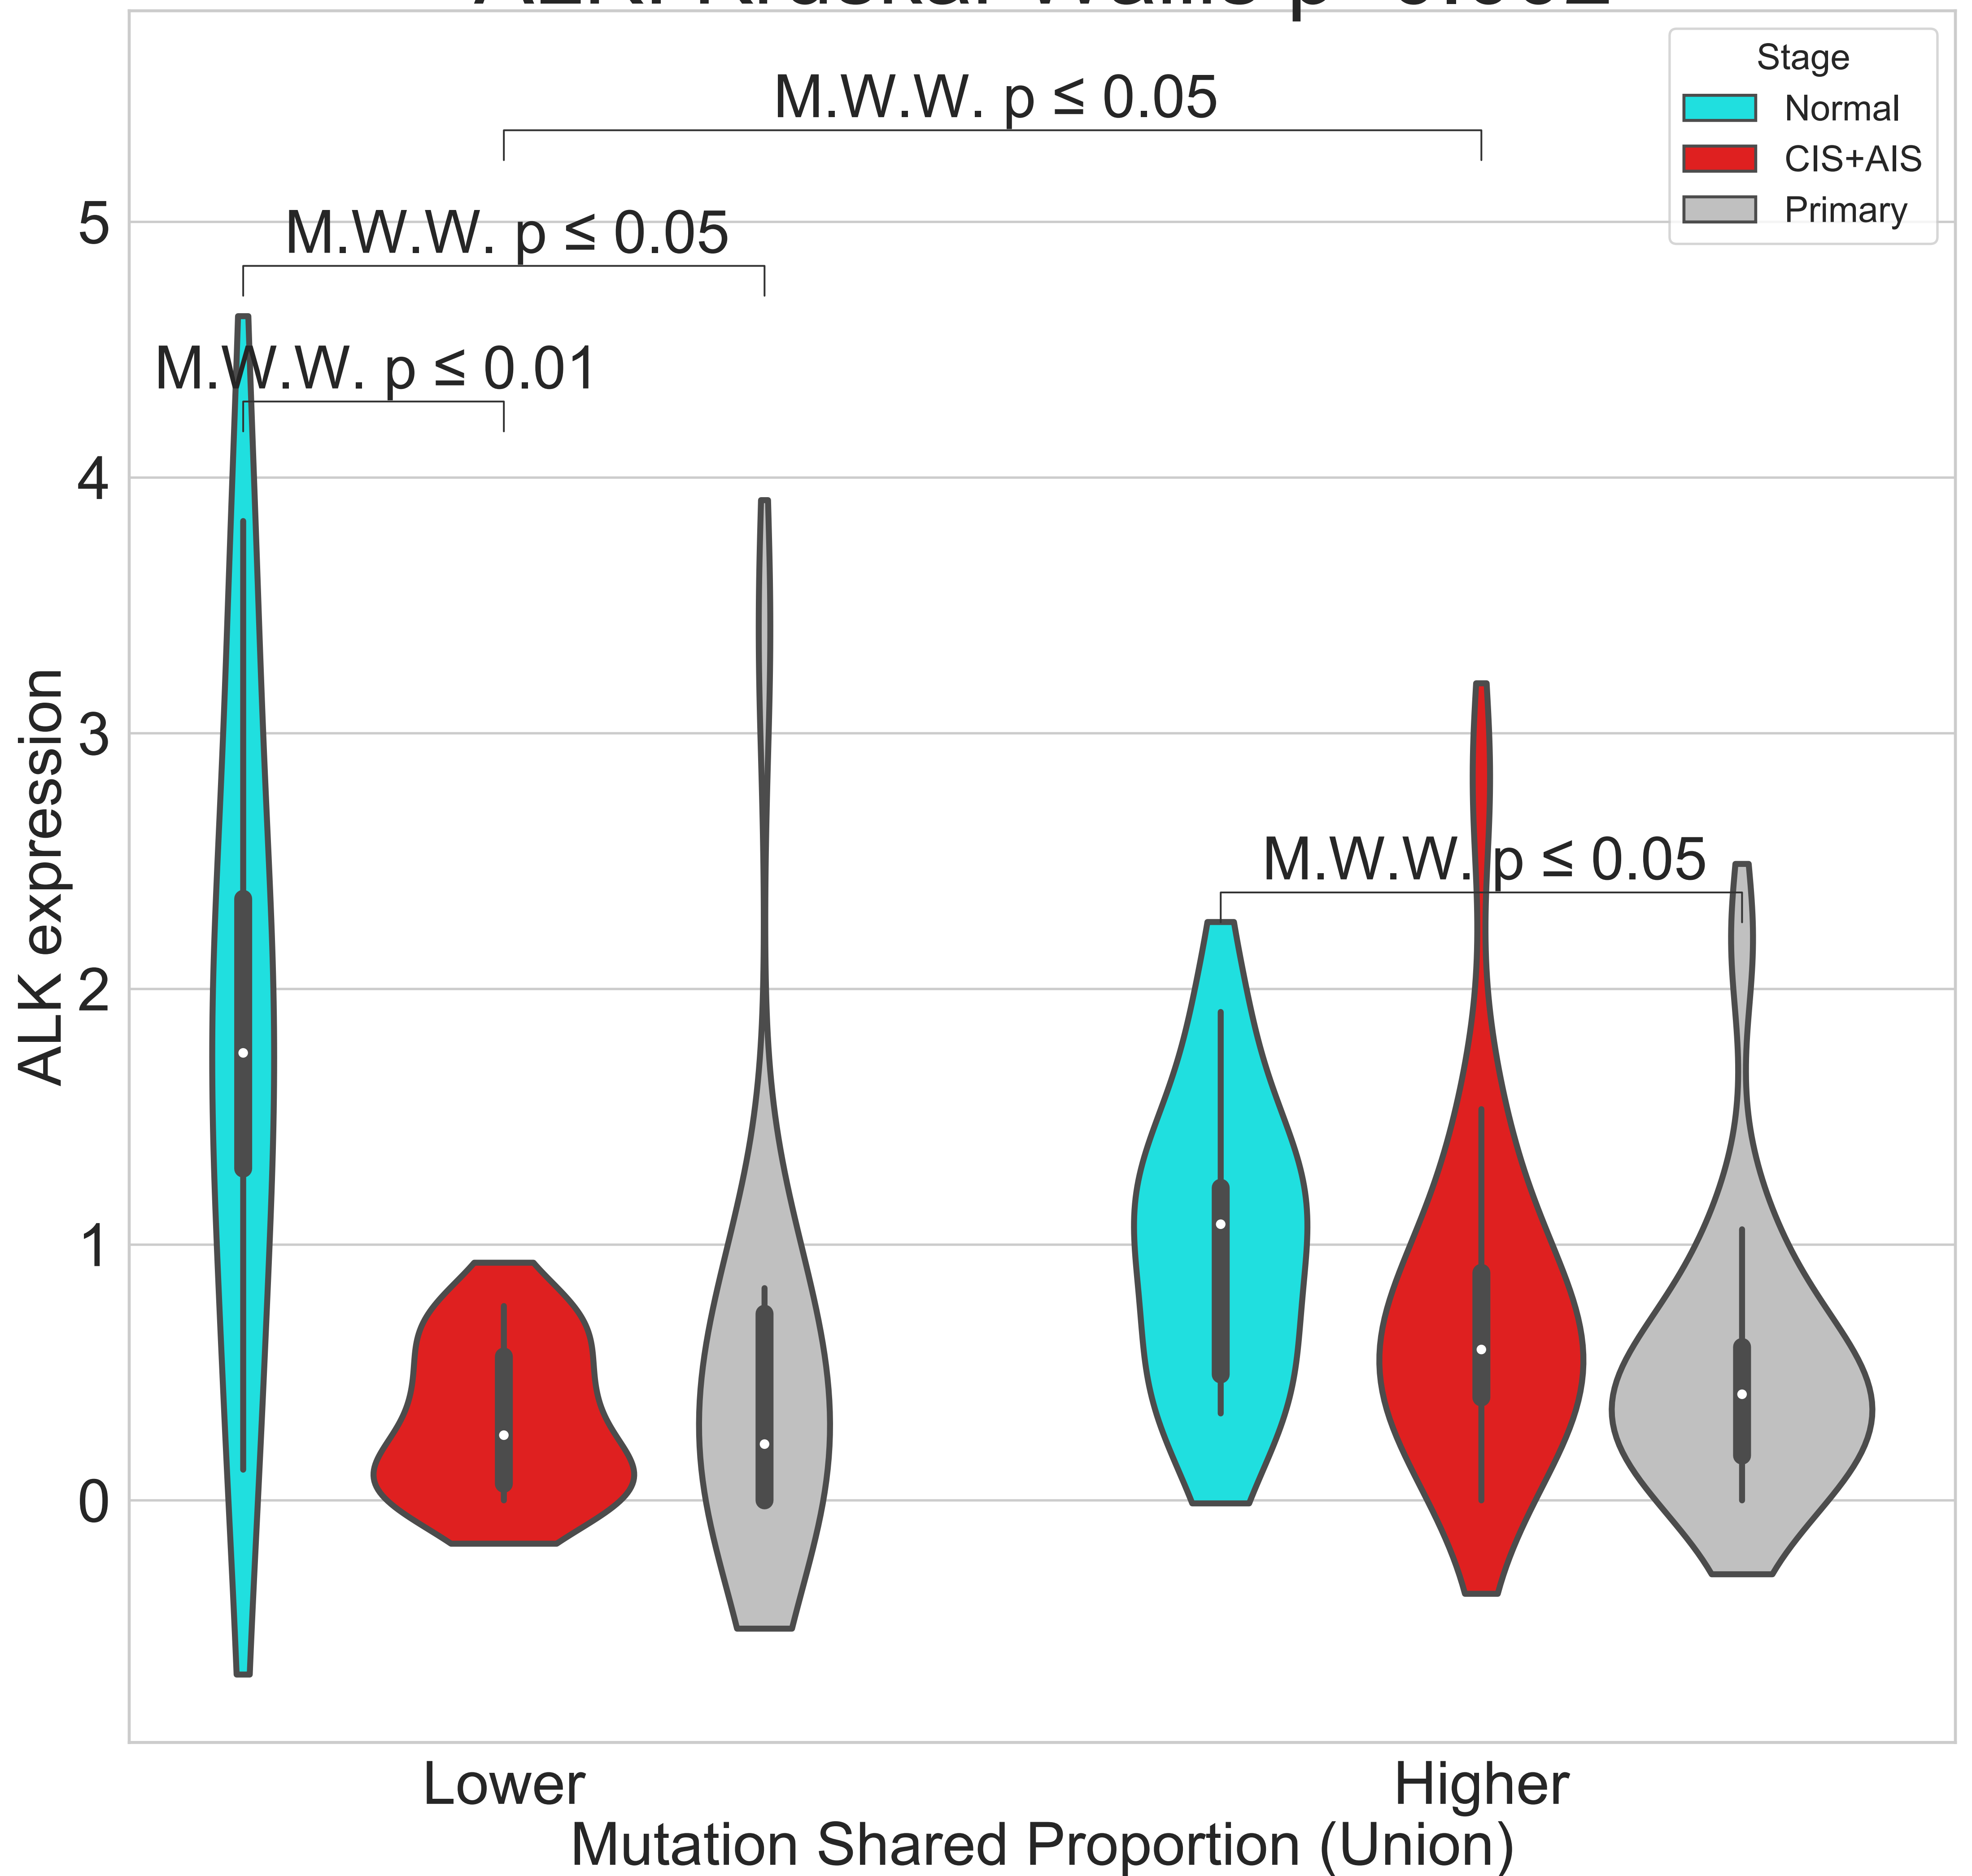 M.W.W. p ≤ 0.05
Stage
Normal
CIS+AIS
Primary
M.W.W. p ≤ 0.05
M.W.W. p ≤ 0.01
M.W.W. p ≤ 0.05
5
4
3
2
1
0
ALK expression
Lower
Higher
Mutation Shared Proportion (Union)